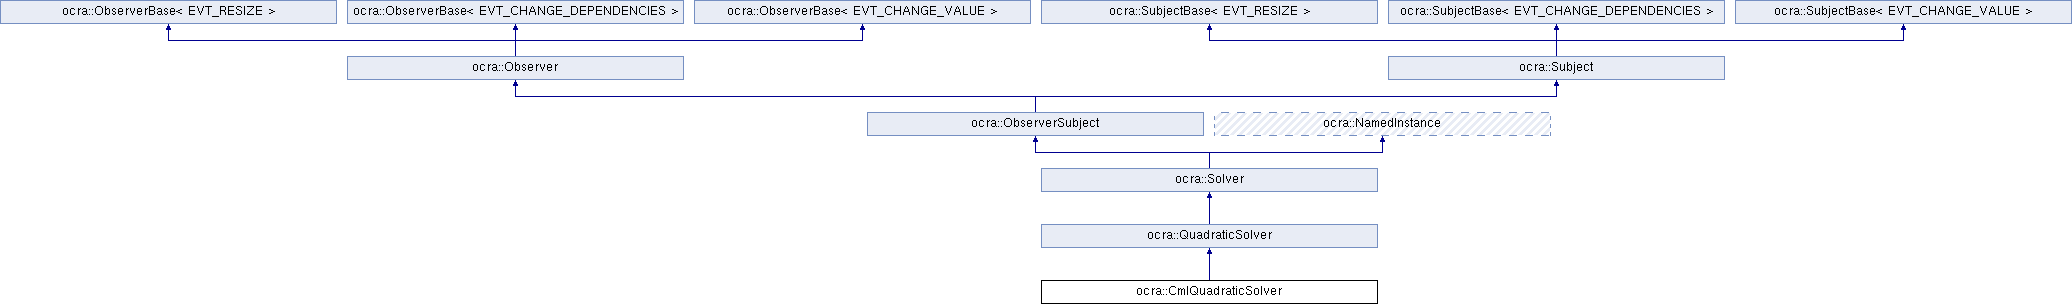 ocra::ObserverBase< EVT_RESIZE >
ocra::ObserverBase< EVT_CHANGE_DEPENDENCIES >
ocra::ObserverBase< EVT_CHANGE_VALUE >
ocra::SubjectBase< EVT_RESIZE >
ocra::SubjectBase< EVT_CHANGE_DEPENDENCIES >
ocra::SubjectBase< EVT_CHANGE_VALUE >
ocra::Observer
ocra::Subject
ocra::ObserverSubject
ocra::NamedInstance
ocra::Solver
ocra::QuadraticSolver
ocra::CmlQuadraticSolver